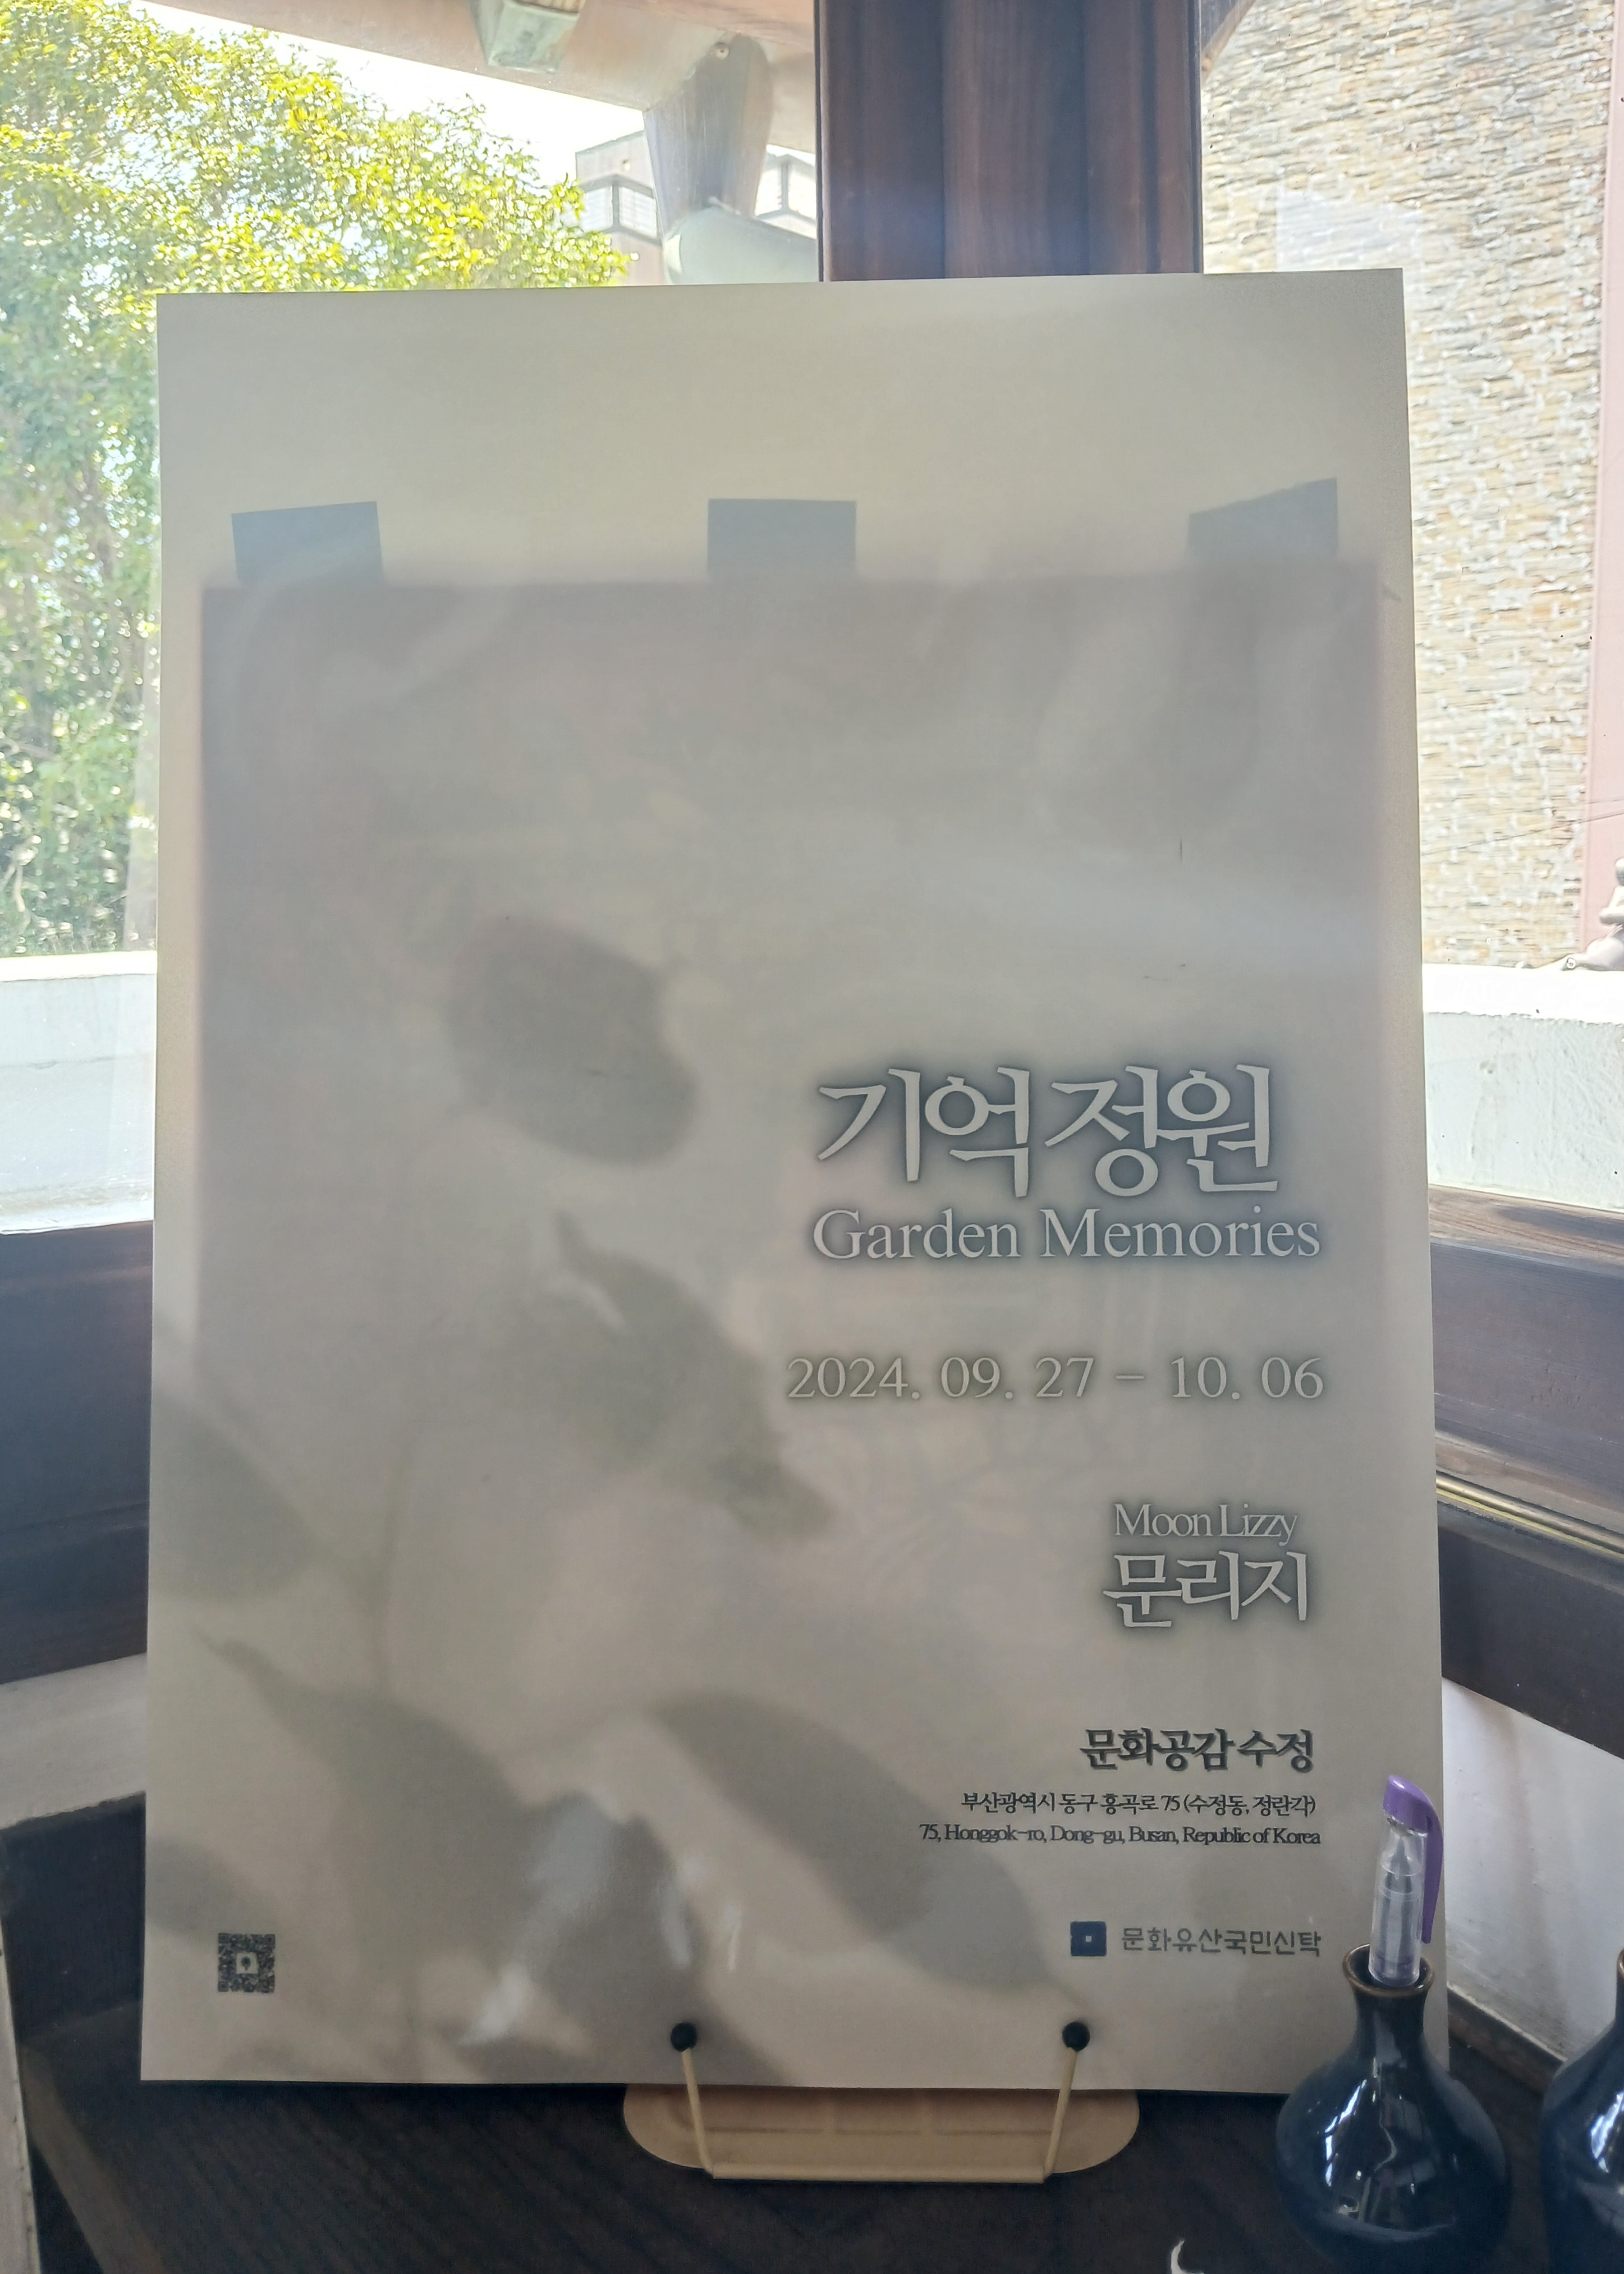 기억 정원
Garden Memories
2024. 09. 27 - 10. 06
Moon Lizzy
문리지
문화공감 수정
부산광역시 동구 홍곡로 75 (수정동, 정란각)
75, Honggok-ro, Dong-gu, Busan, Republic of Korea
문화유산국민신탁